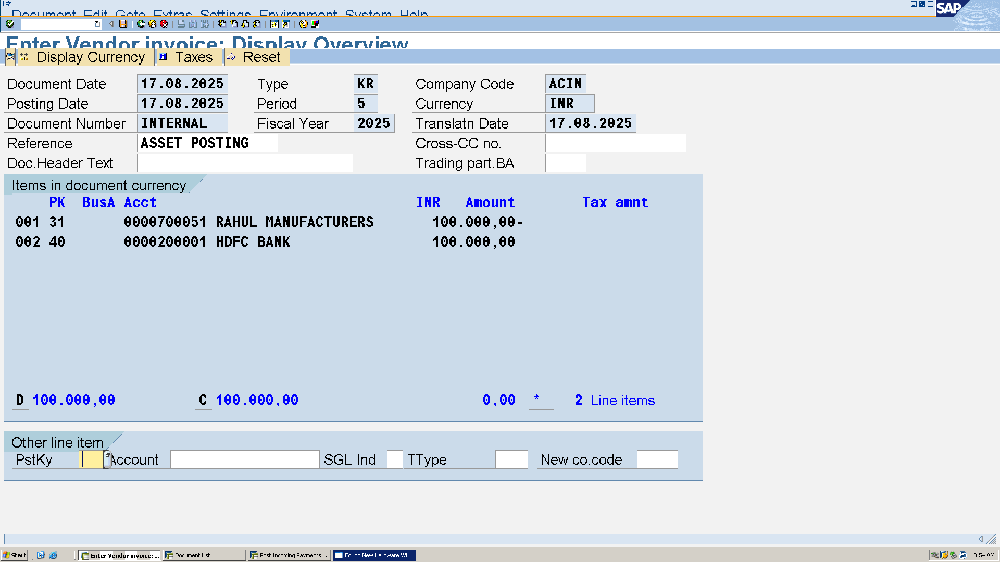 Document Edit Goto Extras Settings Environment System Help
SAP
Enter Vendor invoice: Display Overview
Display Currency Taxes Reset
Document Date 17.08.2025 Type KR Company Code ACIN
Posting Date 17.08.2025 Period 5 Currency INR
Document Number INTERNAL Fiscal Year 2025 Translatn Date 17.08.2025
Reference ASSET POSTING Cross-CC no.
Doc.Header Text Trading part.BA
Items in document currency
PK BusA Acct INR Amount Tax amnt
001 31 0000700051 RAHUL MANUFACTURERS 100.000,00-
002 40 0000200001 HDFC BANK 100.000,00
D 100.000,00 C 100.000,00 0,00 * 2 Line items
Other line item
PstKy Account SGL Ind TType New co.code
Start Enter Vendor invoice: ... Document List Post Incoming Payments... Found New Hardware Wi... 10:54 AM